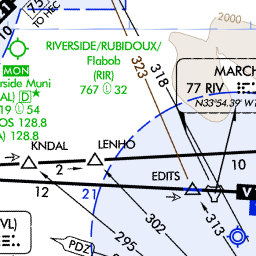 TO HEC
2000
RIVERSIDE/RUBIDOUX/
Flabob
(RIR)
767 Ⓛ 32
MON
rside Muni
AL) D★
19 Ⓛ 54
OS 128.8
A) 128.8
323
318
MARCH
77 RIV
N33°54.39' W1
KNDAL
LENHO
2
10
12
21
EDITS
V1
302
313
295
PDZ
VL)